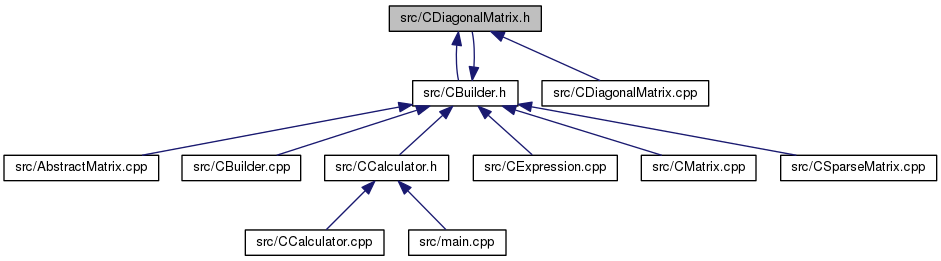 src/CDiagonalMatrix.h
src/CBuilder.h
src/CDiagonalMatrix.cpp
src/AbstractMatrix.cpp
src/CBuilder.cpp
src/CCalculator.h
src/CExpression.cpp
src/CMatrix.cpp
src/CSparseMatrix.cpp
src/CCalculator.cpp
src/main.cpp